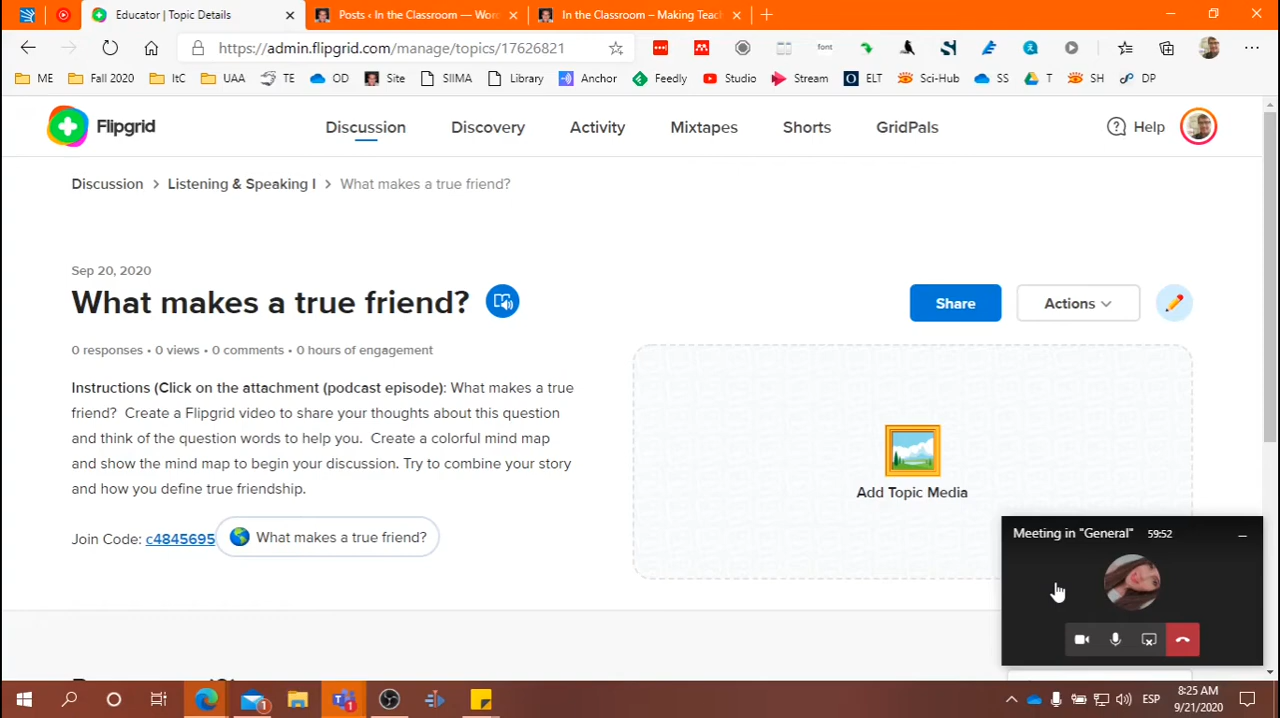 Educator | Topic Details
Posts ‹ In the Classroom — Wor
In the Classroom – Making Teac
https://admin.flipgrid.com/manage/topics/17626821
font
ME
Fall 2020
ItC
UAA
TE
OD
Site
SIIMA
Library
Anchor
Feedly
Studio
Stream
ELT
Sci-Hub
SS
T
SH
DP
Flipgrid
Discussion
Discovery
Activity
Mixtapes
Shorts
GridPals
Help
Discussion > Listening & Speaking I > What makes a true friend?
Sep 20, 2020
What makes a true friend?
Share
Actions
0 responses • 0 views • 0 comments • 0 hours of engagement
Instructions (Click on the attachment (podcast episode): What makes a true
friend? Create a Flipgrid video to share your thoughts about this question
and think of the question words to help you. Create a colorful mind map
and show the mind map to begin your discussion. Try to combine your story
and how you define true friendship.
Add Topic Media
Join Code: c4845695
What makes a true friend?
Meeting in "General"
59:52
ESP
8:25 AM
9/21/2020